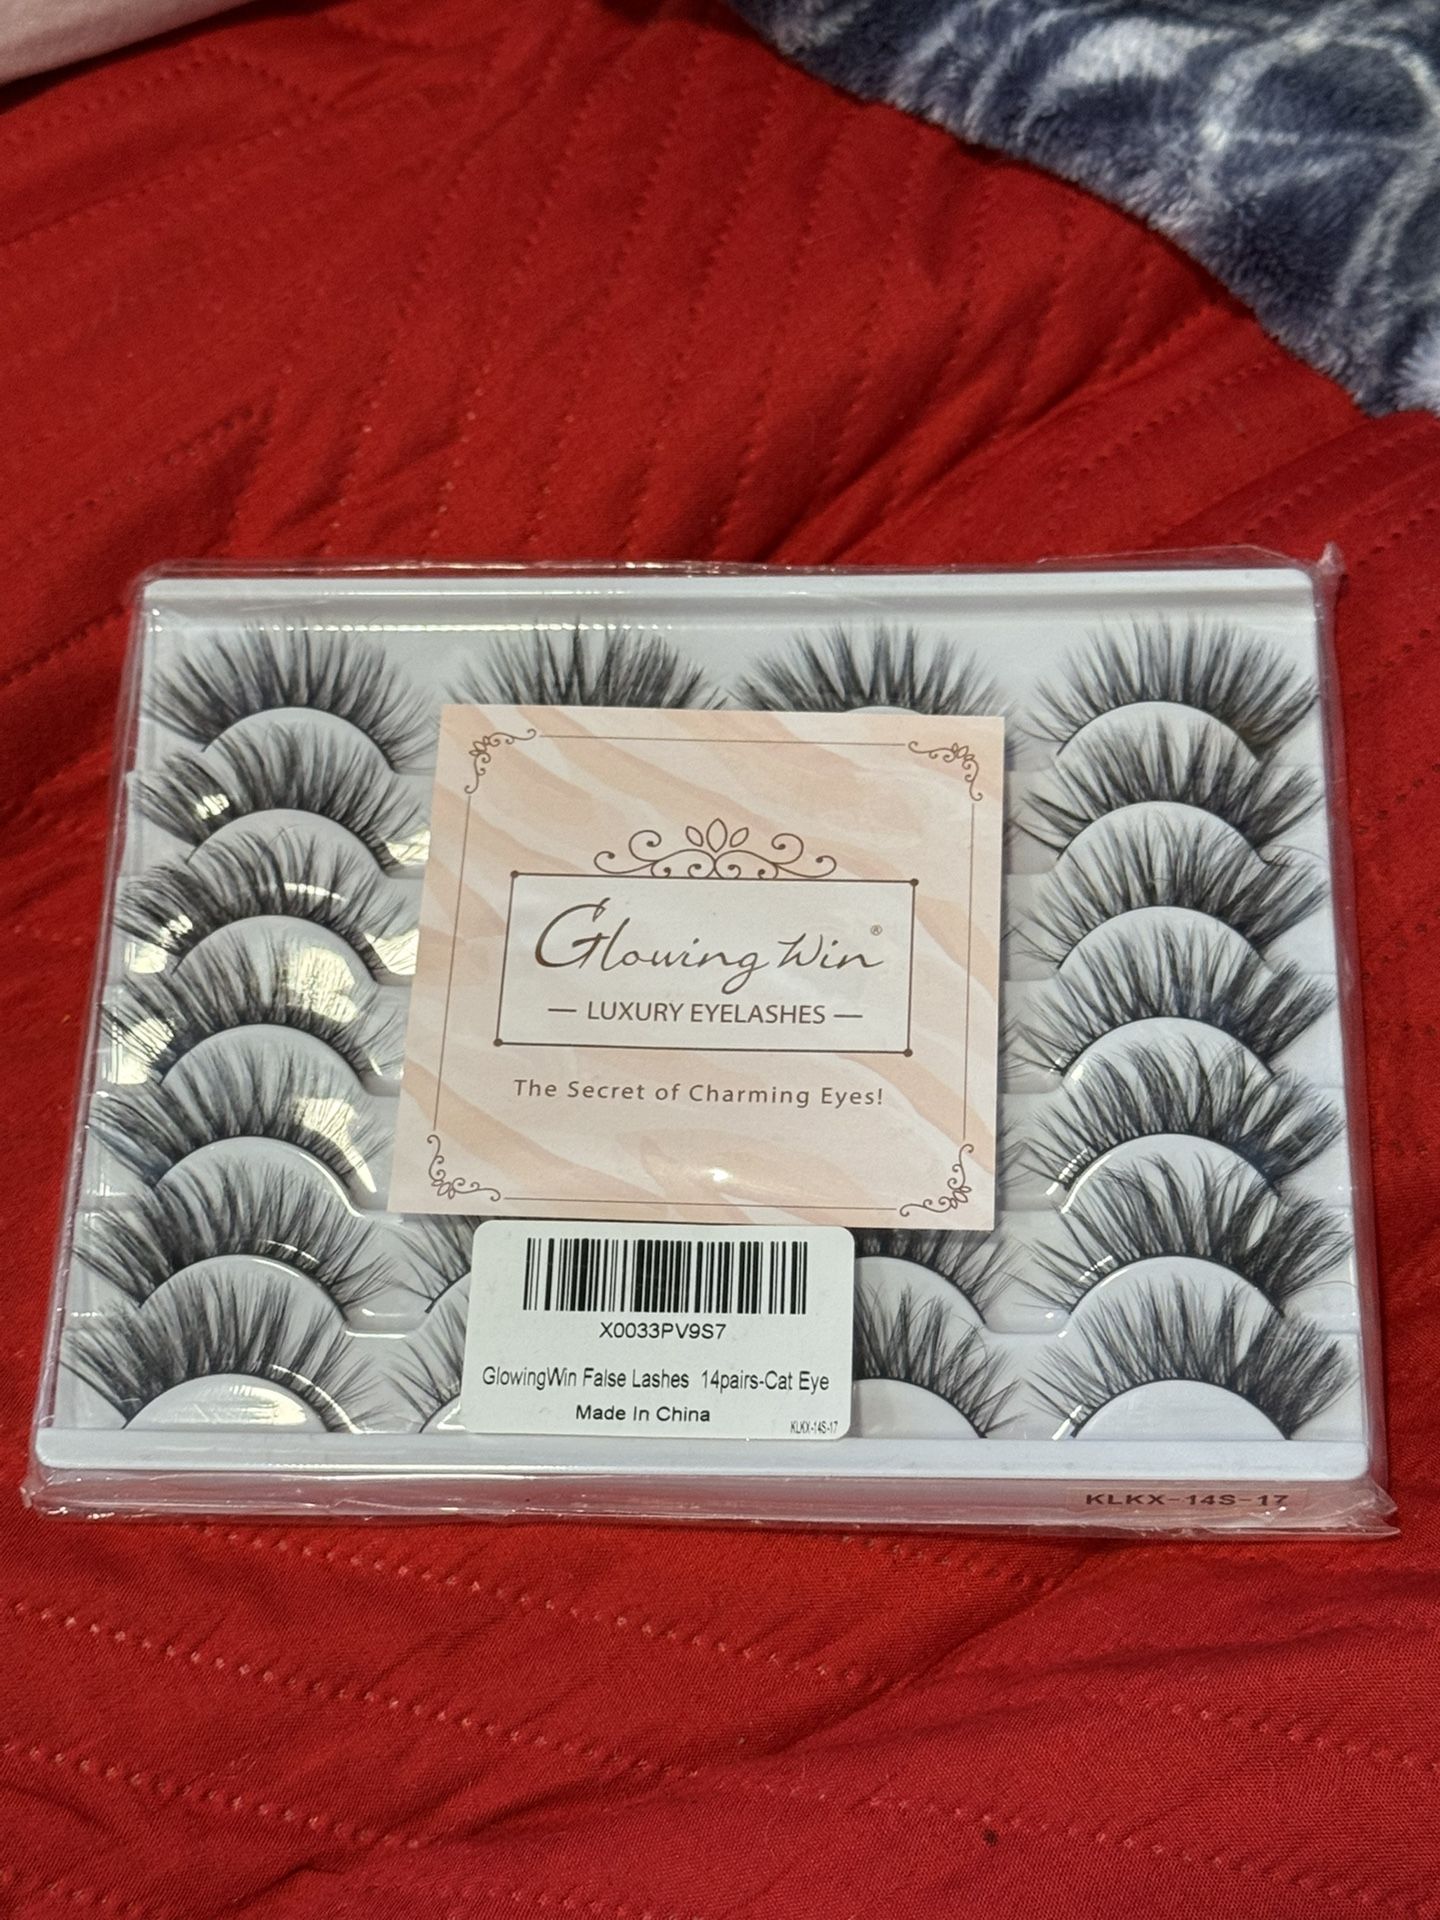 Glowing Win®
— LUXURY EYELASHES —
The Secret of Charming Eyes!
X0033PV9S7
GlowingWin False Lashes 14pairs-Cat Eye
Made In China
KLKX-14S-17
KLKX-14S-17